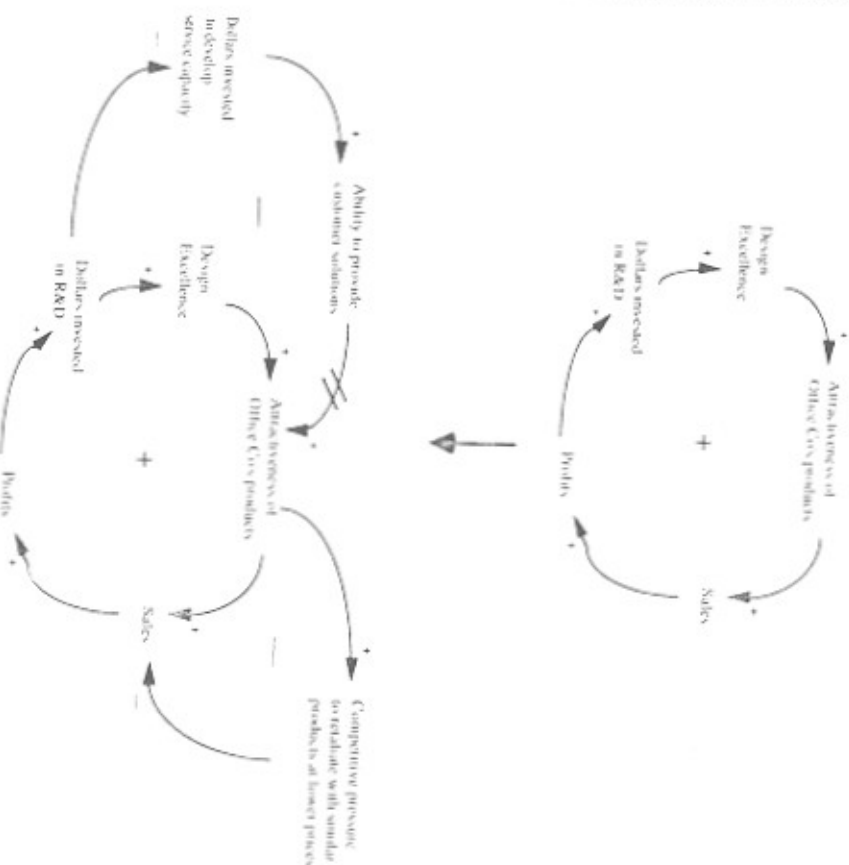 Design
Excellence
Dollars invested
in R&D
Attractiveness of
Office Co's products
Profits
Sales
+
+
+
+
+
+
Dollars invested
to develop
service capacity
Ability to provide
customer solutions
Design
Excellence
Dollars invested
in R&D
Attractiveness of
Office Co's products
Profits
Sales
Competitive pressure
to retaliate with similar
products at lower prices
+
+
+
+
+
+
+
+
+